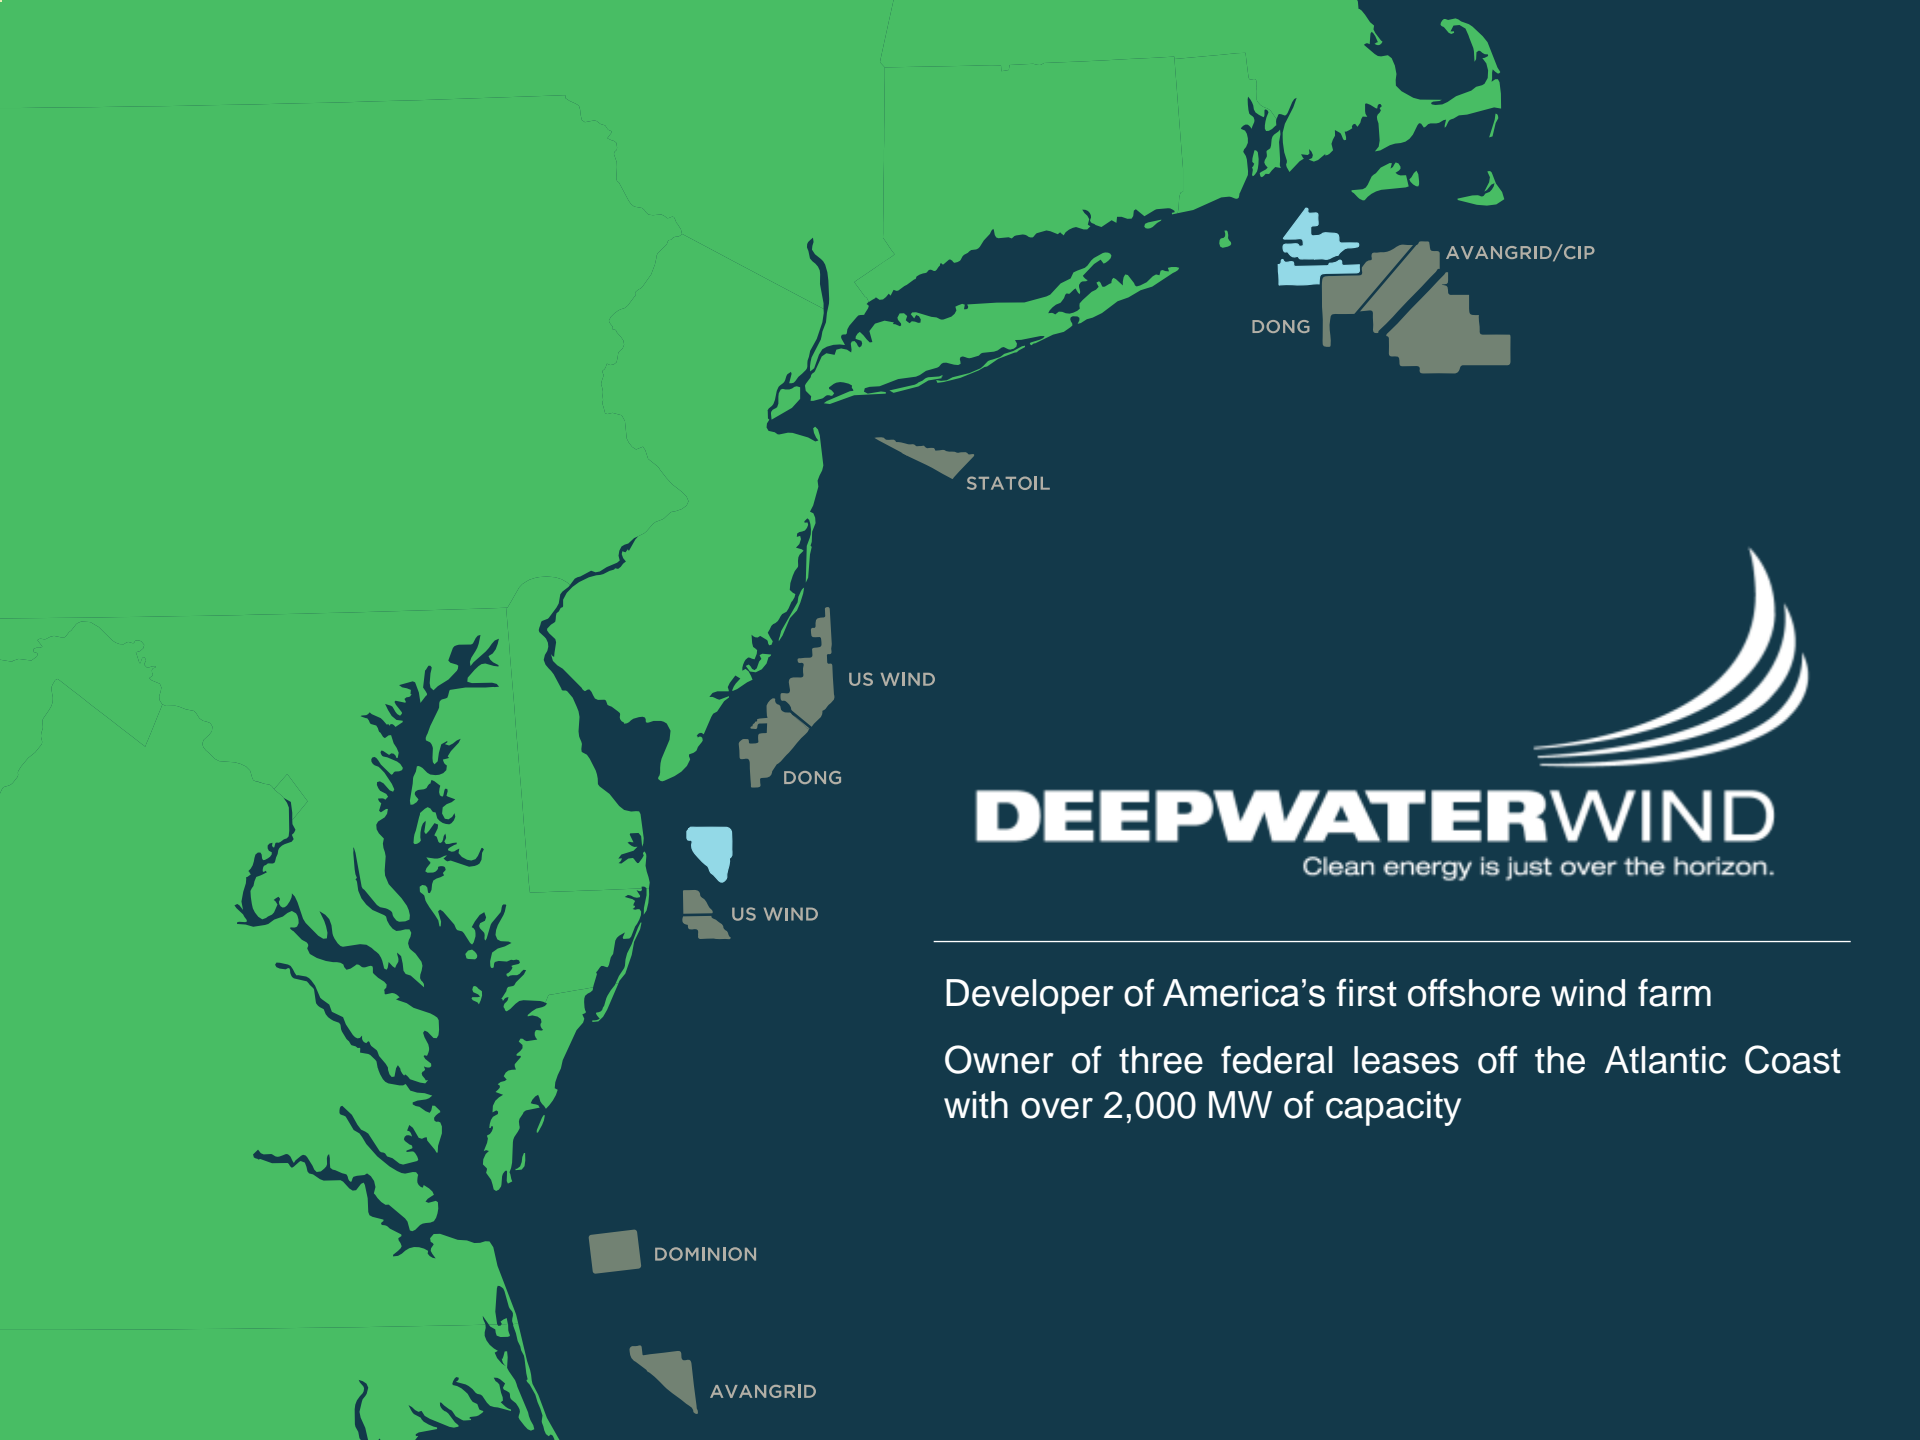 AVANGRID/CIP
DONG
STATOIL
US WIND
DONG
DEEPWATERWIND
Clean energy is just over the horizon.
US WIND
Developer of America’s first offshore wind farm
Owner of three federal leases off the Atlantic Coast
with over 2,000 MW of capacity
DOMINION
AVANGRID